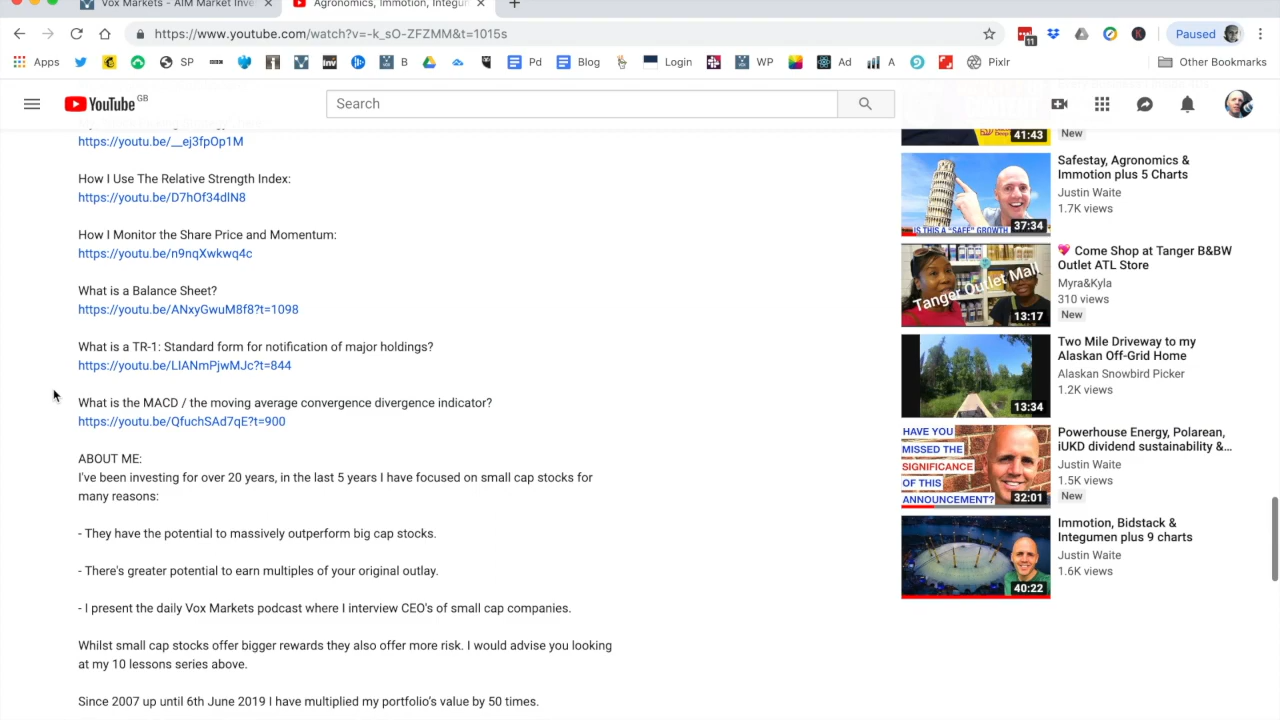 Vox Markets - AIM Market Inve
Agronomics, Immotion, Integum
https://www.youtube.com/watch?v=-k_sO-ZFZMM&t=1015s
11
Paused
Apps
SP
B
Pd
Blog
Login
WP
Ad
A
Pixlr
Other Bookmarks
YouTube GB
Search
https://youtu.be/__ej3fpOp1M
How I Use The Relative Strength Index:
https://youtu.be/D7hOf34dlN8
How I Monitor the Share Price and Momentum:
https://youtu.be/n9nqXwkwq4c
What is a Balance Sheet?
https://youtu.be/ANxyGwuM8f8?t=1098
What is a TR-1: Standard form for notification of major holdings?
https://youtu.be/LIANmPjwMJc?t=844
What is the MACD / the moving average convergence divergence indicator?
https://youtu.be/QfuchSAd7qE?t=900
ABOUT ME:
I've been investing for over 20 years, in the last 5 years I have focused on small cap stocks for
many reasons:
- They have the potential to massively outperform big cap stocks.
- There's greater potential to earn multiples of your original outlay.
- I present the daily Vox Markets podcast where I interview CEO's of small cap companies.
Whilst small cap stocks offer bigger rewards they also offer more risk. I would advise you looking
at my 10 lessons series above.
Since 2007 up until 6th June 2019 I have multiplied my portfolio's value by 50 times.
41:43
New
IS THIS A "SAFE" GROWTH
37:34
Safestay, Agronomics &
Immotion plus 5 Charts
Justin Waite
1.7K views
Tanger Outlet Mall
13:17
💖 Come Shop at Tanger B&BW
Outlet ATL Store
Myra&Kyla
310 views
New
13:34
Two Mile Driveway to my
Alaskan Off-Grid Home
Alaskan Snowbird Picker
1.2K views
HAVE YOU
MISSED THE
SIGNIFICANCE
OF THIS
ANNOUNCEMENT?
32:01
Powerhouse Energy, Polarean,
iUKD dividend sustainability &...
Justin Waite
1.5K views
New
40:22
Immotion, Bidstack &
Integumen plus 9 charts
Justin Waite
1.6K views